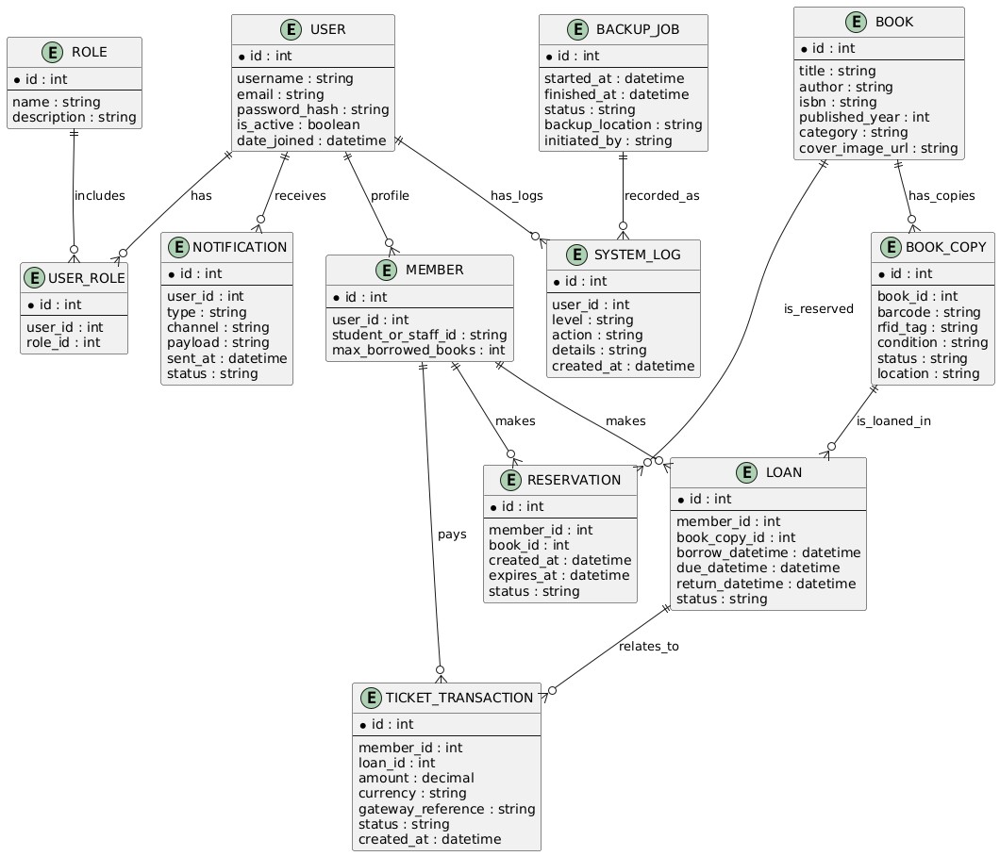 E ROLE
* id : int
name : string
description : string
E USER
* id : int
username : string
email : string
password_hash : string
is_active : boolean
date_joined : datetime
E BACKUP_JOB
* id : int
started_at : datetime
finished_at : datetime
status : string
backup_location : string
initiated_by : string
E BOOK
* id : int
title : string
author : string
isbn : string
published_year : int
category : string
cover_image_url : string
includes
has
receives
profile
has_logs
recorded_as
has_copies
is_reserved
E USER_ROLE
* id : int
user_id : int
role_id : int
E NOTIFICATION
* id : int
user_id : int
type : string
channel : string
payload : string
sent_at : datetime
status : string
E MEMBER
* id : int
user_id : int
student_or_staff_id : string
max_borrowed_books : int
E SYSTEM_LOG
* id : int
user_id : int
level : string
action : string
details : string
created_at : datetime
E BOOK_COPY
* id : int
book_id : int
barcode : string
rfid_tag : string
condition : string
status : string
location : string
makes
makes
is_loaned_in
pays
E RESERVATION
* id : int
member_id : int
book_id : int
created_at : datetime
expires_at : datetime
status : string
E LOAN
* id : int
member_id : int
book_copy_id : int
borrow_datetime : datetime
due_datetime : datetime
return_datetime : datetime
status : string
relates_to
E TICKET_TRANSACTION
* id : int
member_id : int
loan_id : int
amount : decimal
currency : string
gateway_reference : string
status : string
created_at : datetime